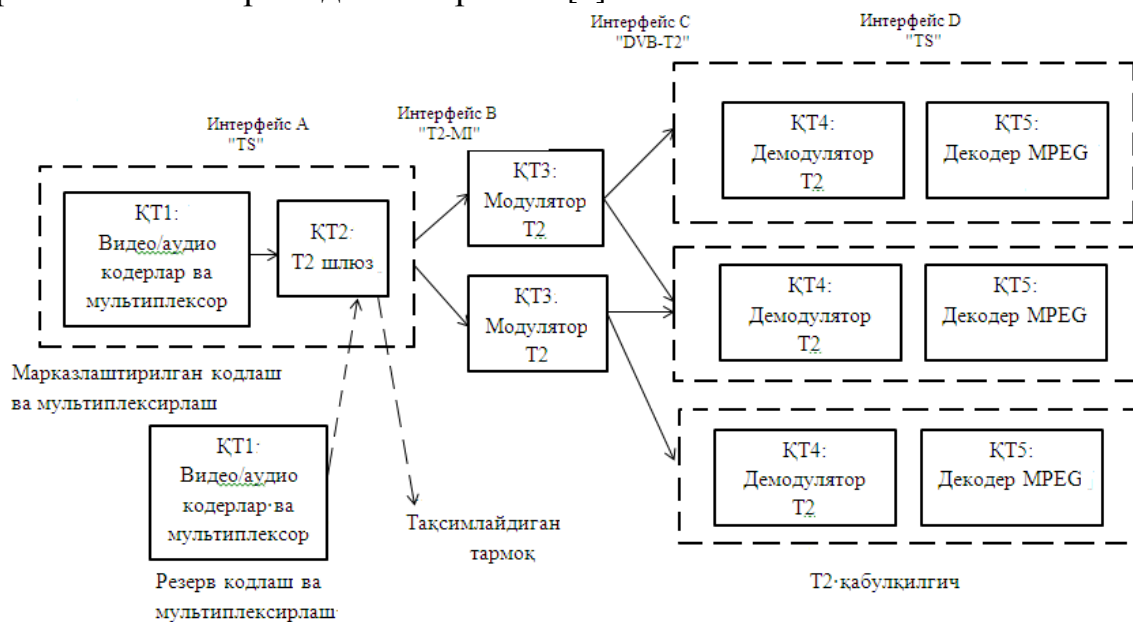 Интерфейс С
"DVB-T2"
Интерфейс D
"TS"
Интерфейс А
"TS"
Интерфейс В
"T2-MI"
ҚТ1:
Видео/аудио
кодерлар ва
мультиплексор
ҚТ2:
Т2 шлюз
ҚТ3:
Модулятор
Т2
ҚТ3:
Модулятор
Т2
ҚТ4:
Демодулятор
Т2
ҚТ5:
Декодер MPEG
ҚТ4:
Демодулятор
Т2
ҚТ5:
Декодер MPEG
ҚТ4:
Демодулятор
Т2
ҚТ5:
Декодер MPEG
Марказлаштирилган кодлаш
ва мультиплексирлаш
ҚТ1:
Видео/аудио
кодерлар·ва
мультиплексор
Резерв кодлаш ва
мультиплексирлаш
Тақсимлайдиган
тармоқ
Т2·қабулқилгич